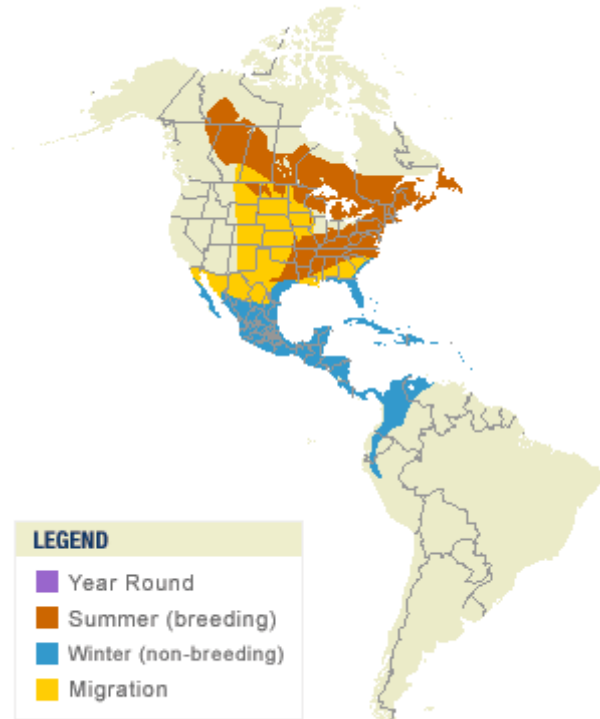 LEGEND
Year Round
Summer (breeding)
Winter (non-breeding)
Migration